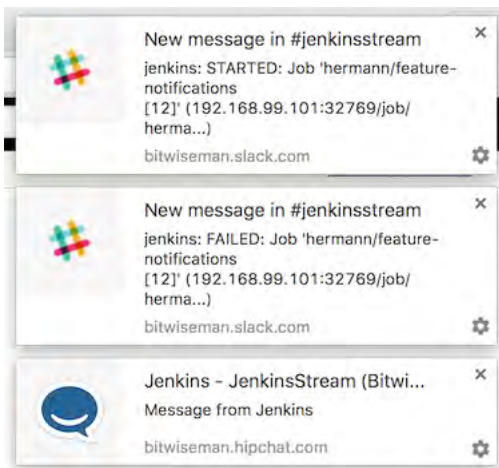 New message in #jenkinsstream
jenkins: STARTED: Job 'hermann/feature-
notifications
[12]' (192.168.99.101:32769/job/
herma...)
bitwiseman.slack.com
New message in #jenkinsstream
jenkins: FAILED: Job 'hermann/feature-
notifications
[12]' (192.168.99.101:32769/job/
herma...)
bitwiseman.slack.com
Jenkins - JenkinsStream (Bitwi...
Message from Jenkins
bitwiseman.hipchat.com